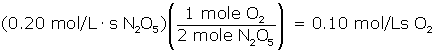 (0.20 mol/L · s N₂O₅)(1 mole O₂ / 2 mole N₂O₅) = 0.10 mol/Ls O₂